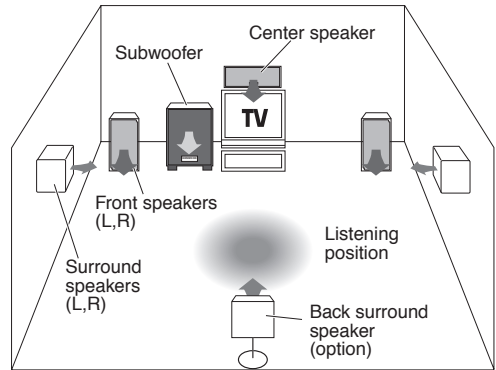 Center speaker
Subwoofer
TV
Front speakers
(L,R)
Surround
speakers
(L,R)
Listening
position
Back surround
speaker
(option)